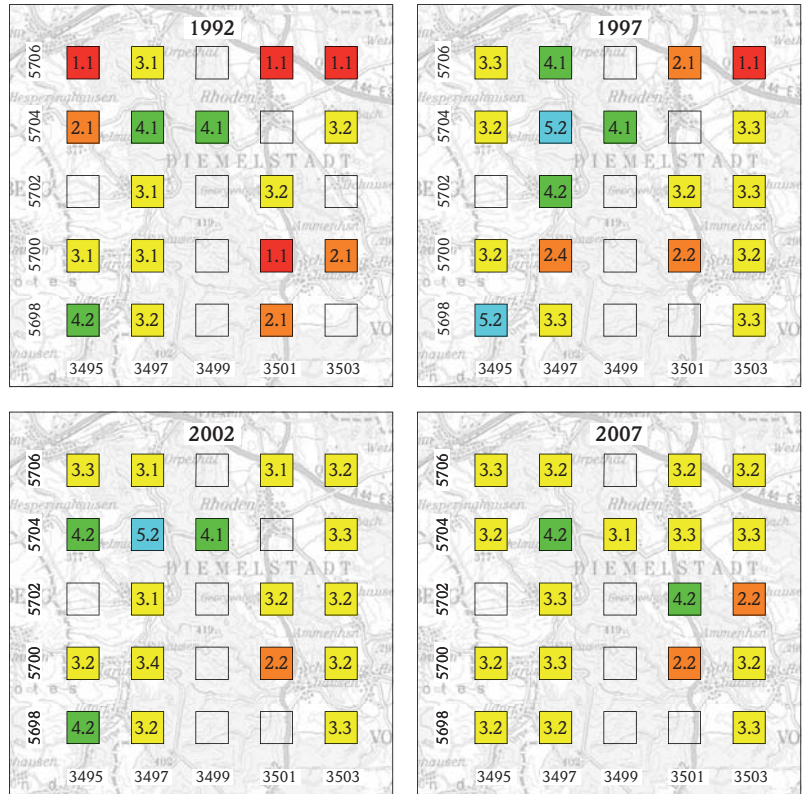 1992
5706 1.1 3.1 1.1 1.1
5704 2.1 4.1 4.1 3.2
5702 3.1 3.2
5700 3.1 3.1 1.1 2.1
5698 4.2 3.2 2.1
3495 3497 3499 3501 3503
Rhoden
DIEMELSTADT
1997
5706 3.3 4.1 2.1 1.1
5704 3.2 5.2 4.1 3.3
5702 4.2 3.2 3.3
5700 3.2 2.4 2.2 3.2
5698 5.2 3.3 3.3
3495 3497 3499 3501 3503
Rhoden
DIEMELSTADT
2002
5706 3.3 3.1 3.1 3.2
5704 4.2 5.2 4.1 3.3
5702 3.1 3.2 3.2
5700 3.2 3.4 2.2 3.2
5698 4.2 3.2 3.3
3495 3497 3499 3501 3503
Rhoden
DIEMELSTADT
2007
5706 3.3 3.2 3.2 3.2
5704 3.2 4.2 3.1 3.3 3.3
5702 3.3 4.2 2.2
5700 3.2 3.3 2.2 3.2
5698 3.2 3.2 3.3
3495 3497 3499 3501 3503
Rhoden
DIEMELSTADT